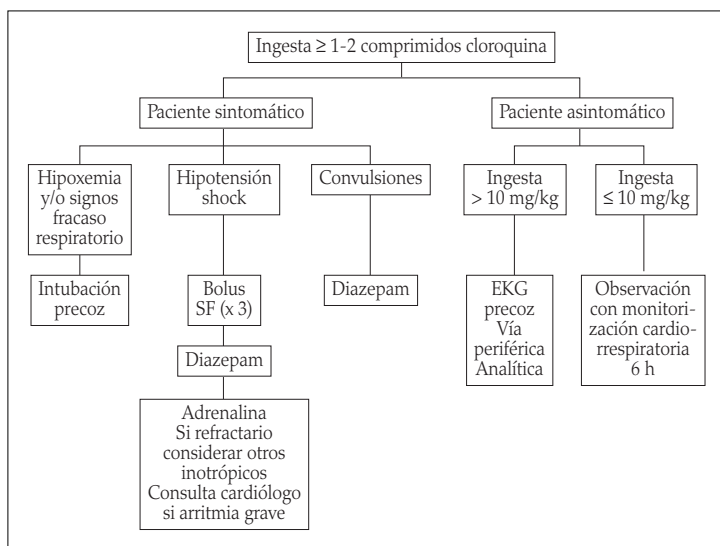 Ingesta ≥ 1-2 comprimidos cloroquina
Paciente sintomático
Paciente asintomático
Hipoxemia
y/o signos
fracaso
respiratorio
Hipotensión
shock
Convulsiones
Ingesta
> 10 mg/kg
Ingesta
≤ 10 mg/kg
Intubación
precoz
Bolus
SF (x 3)
Diazepam
EKG
precoz
Vía
periférica
Analítica
Observación
con monitori-
zación cardio-
rrespiratoria
6 h
Diazepam
Adrenalina
Si refractario
considerar otros
inotrópicos
Consulta cardiólogo
si arritmia grave